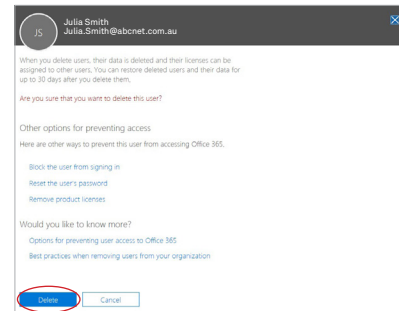 Julia Smith
JS
Julia.Smith@abcnet.com.au
When you delete users, their data is deleted and their licenses can be
assigned to other users, You can restore deleted users and their data for
up to 30 days after you delete them.
Are you sure that you want to delete this user?
Other options for preventing access
Here are other ways to prevent this user from accessing Office 365.
Block the user from signing in
Reset the user's password
Remove product licenses
Would you like to know more?
Options for preventing user access to Office 365
Best practices when removing users from your organization
Delete
Cancel